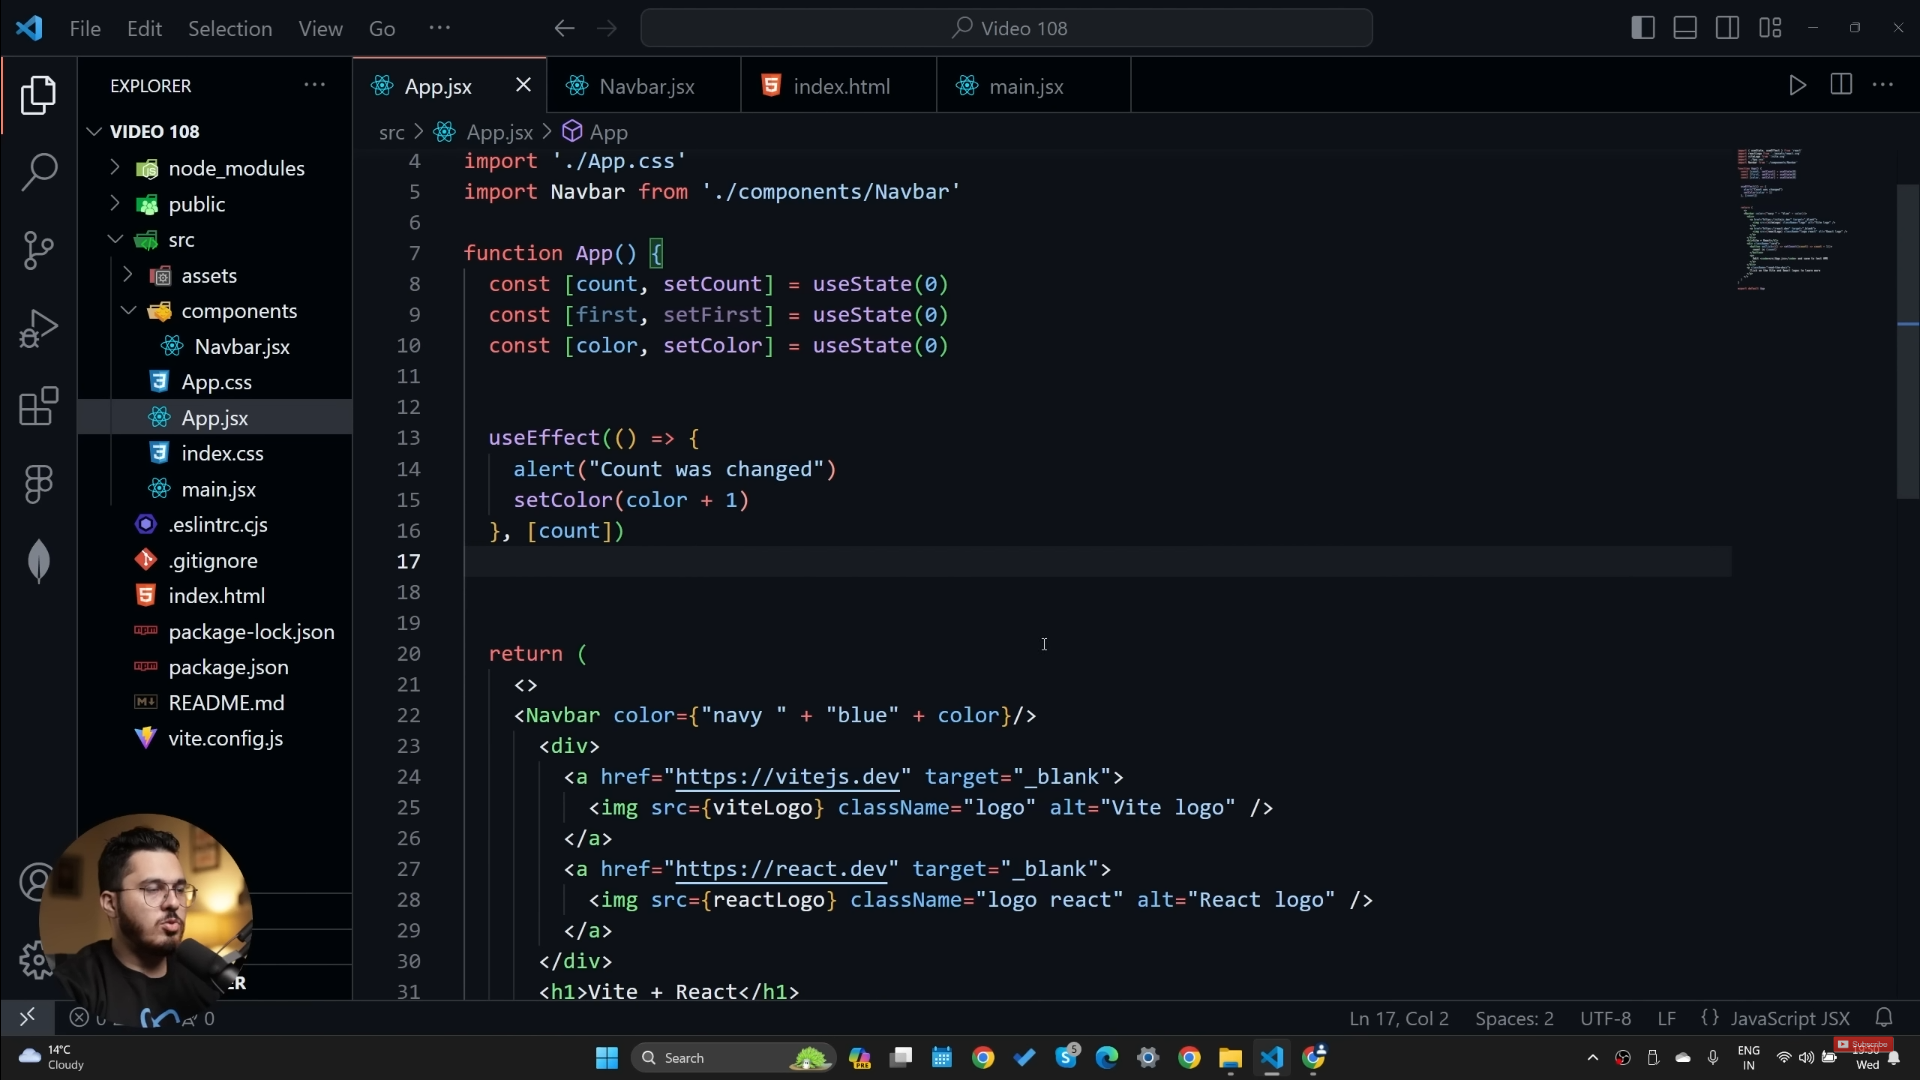 File Edit Selection View Go ··· Video 108
EXPLORER ···
VIDEO 108
node_modules
public
src
assets
components
Navbar.jsx
App.css
App.jsx
index.css
main.jsx
.eslintrc.cjs
.gitignore
index.html
package-lock.json
package.json
README.md
vite.config.js
App.jsx Navbar.jsx index.html main.jsx
src > App.jsx > App
4 import './App.css'
5 import Navbar from './components/Navbar'
6
7 function App() {
8 const [count, setCount] = useState(0)
9 const [first, setFirst] = useState(0)
10 const [color, setColor] = useState(0)
11
12
13 useEffect(() => {
14 alert("Count was changed")
15 setColor(color + 1)
16 }, [count])
17
18
19
20 return (
21 <>
22 <Navbar color={"navy " + "blue" + color}/>
23 <div>
24 <a href="https://vitejs.dev" target="_blank">
25 <img src={viteLogo} className="logo" alt="Vite logo" />
26 </a>
27 <a href="https://react.dev" target="_blank">
28 <img src={reactLogo} className="logo react" alt="React logo" />
29 </a>
30 </div>
31 <h1>Vite + React</h1>
0 Ln 17, Col 2 Spaces: 2 UTF-8 LF {} JavaScript JSX
14°C
Cloudy
Search
PRE
5
ENG
IN
Subscribe
Wed